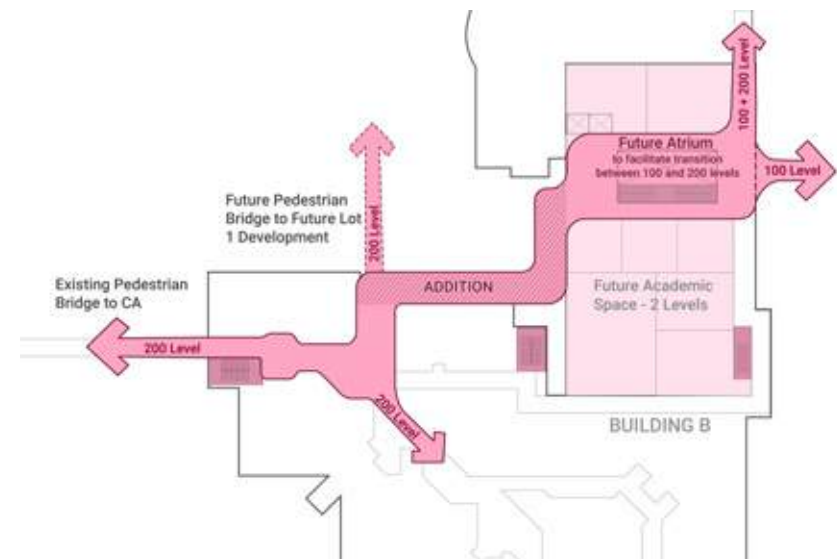 100 + 200 Level
Future Atrium
to facilitate transition
between 100 and 200 levels
100 Level
Future Pedestrian
Bridge to Future Lot
1 Development
200 Level
Existing Pedestrian
Bridge to CA
ADDITION
Future Academic
Space - 2 Levels
200 Level
200 Level
BUILDING B